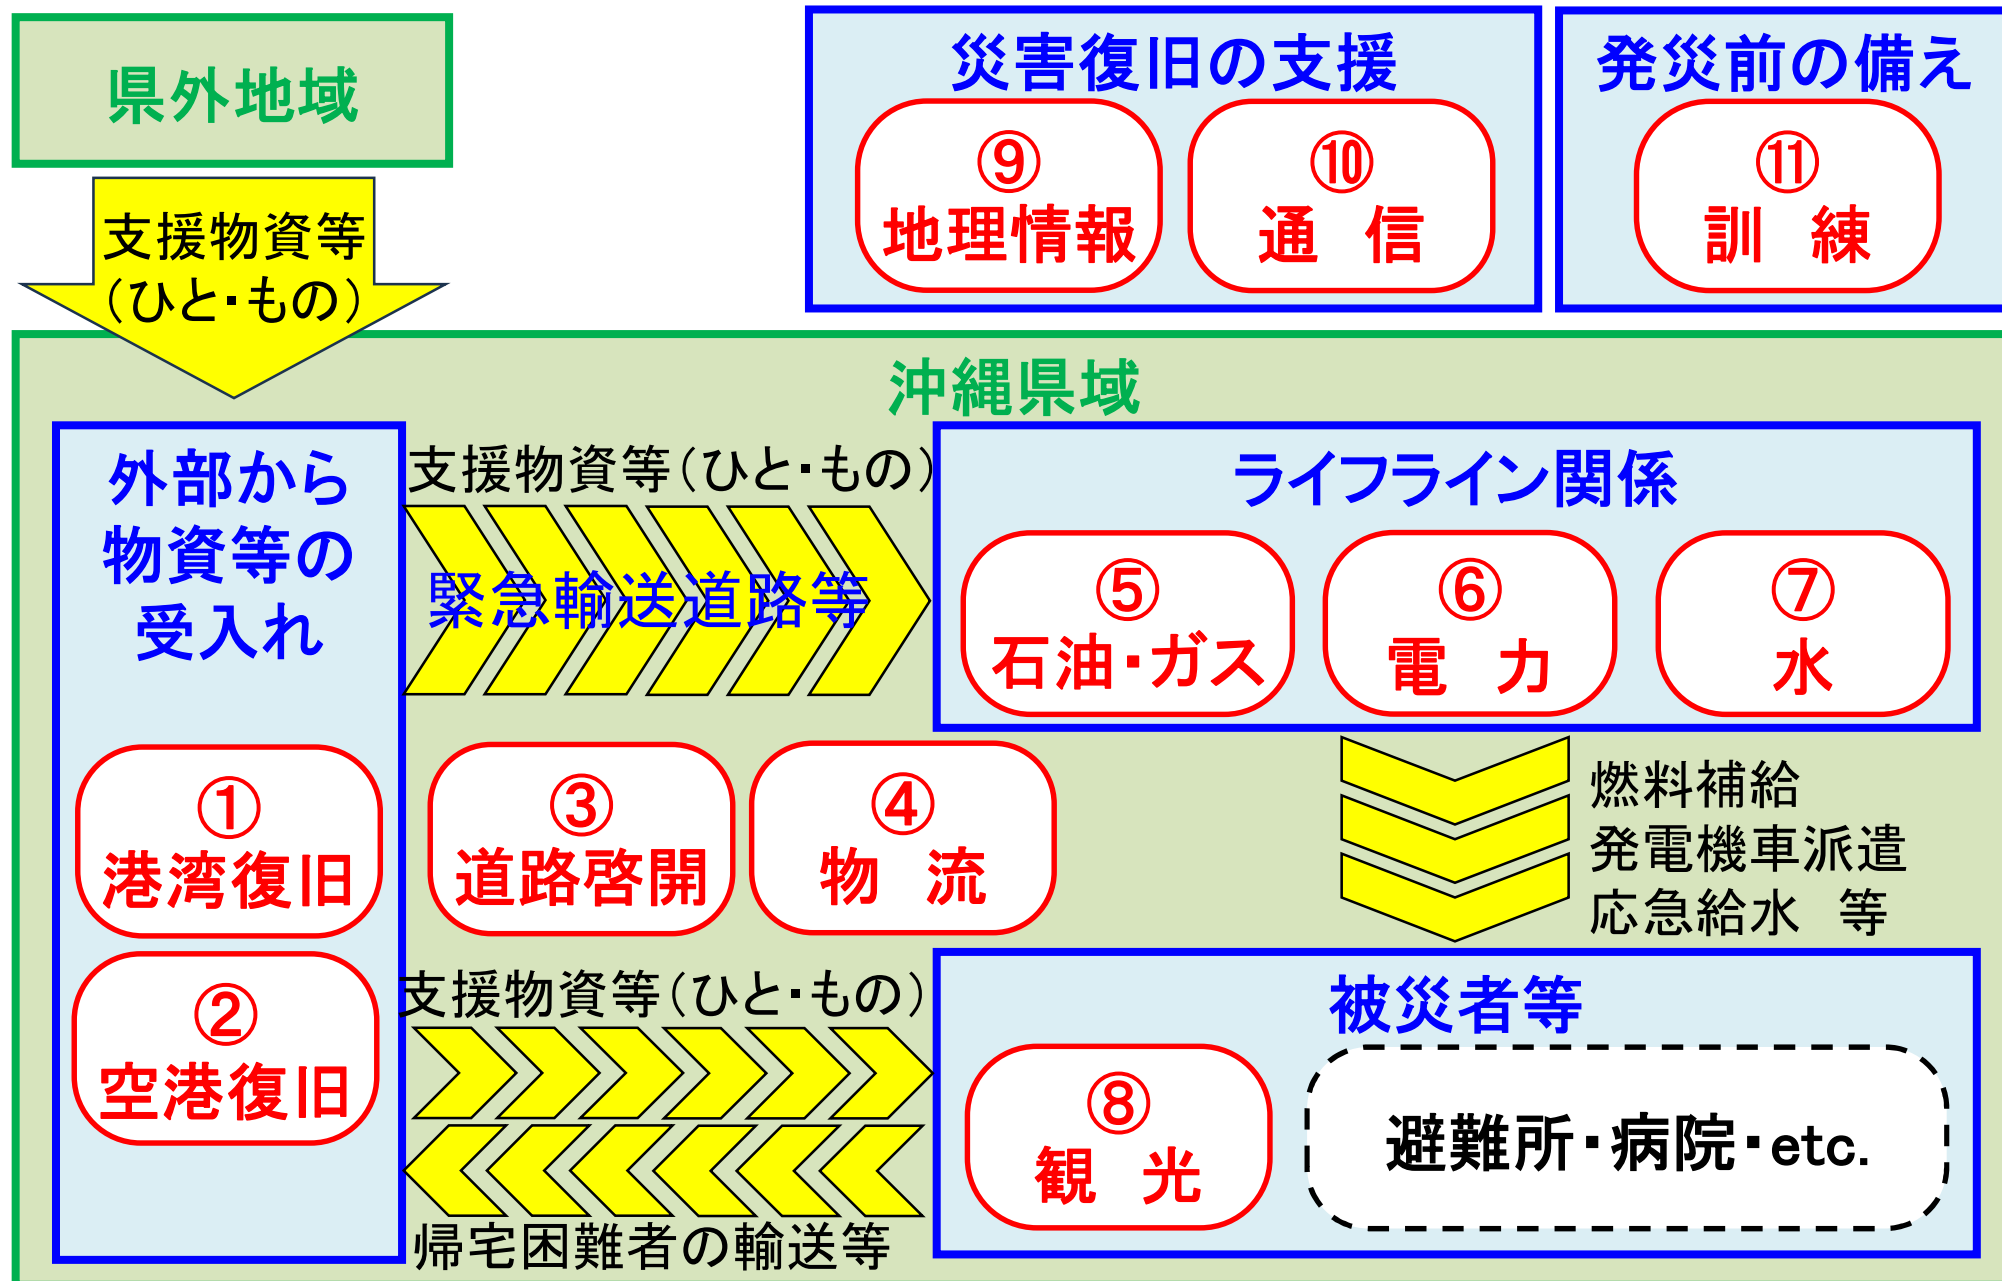 県外地域
支援物資等
（ひと・もの）
災害復旧の支援
⑨
地理情報
⑩
通　信
発災前の備え
⑪
訓　練
沖縄県域
外部から
物資等の
受入れ
①
港湾復旧
②
空港復旧
支援物資等（ひと・もの）
緊急輸送道路等
③
道路啓開
④
物　流
ライフライン関係
⑤
石油・ガス
⑥
電　力
⑦
水
燃料補給
発電機車派遣
応急給水　等
支援物資等（ひと・もの）
帰宅困難者の輸送等
被災者等
⑧
観　光
避難所・病院・etc.